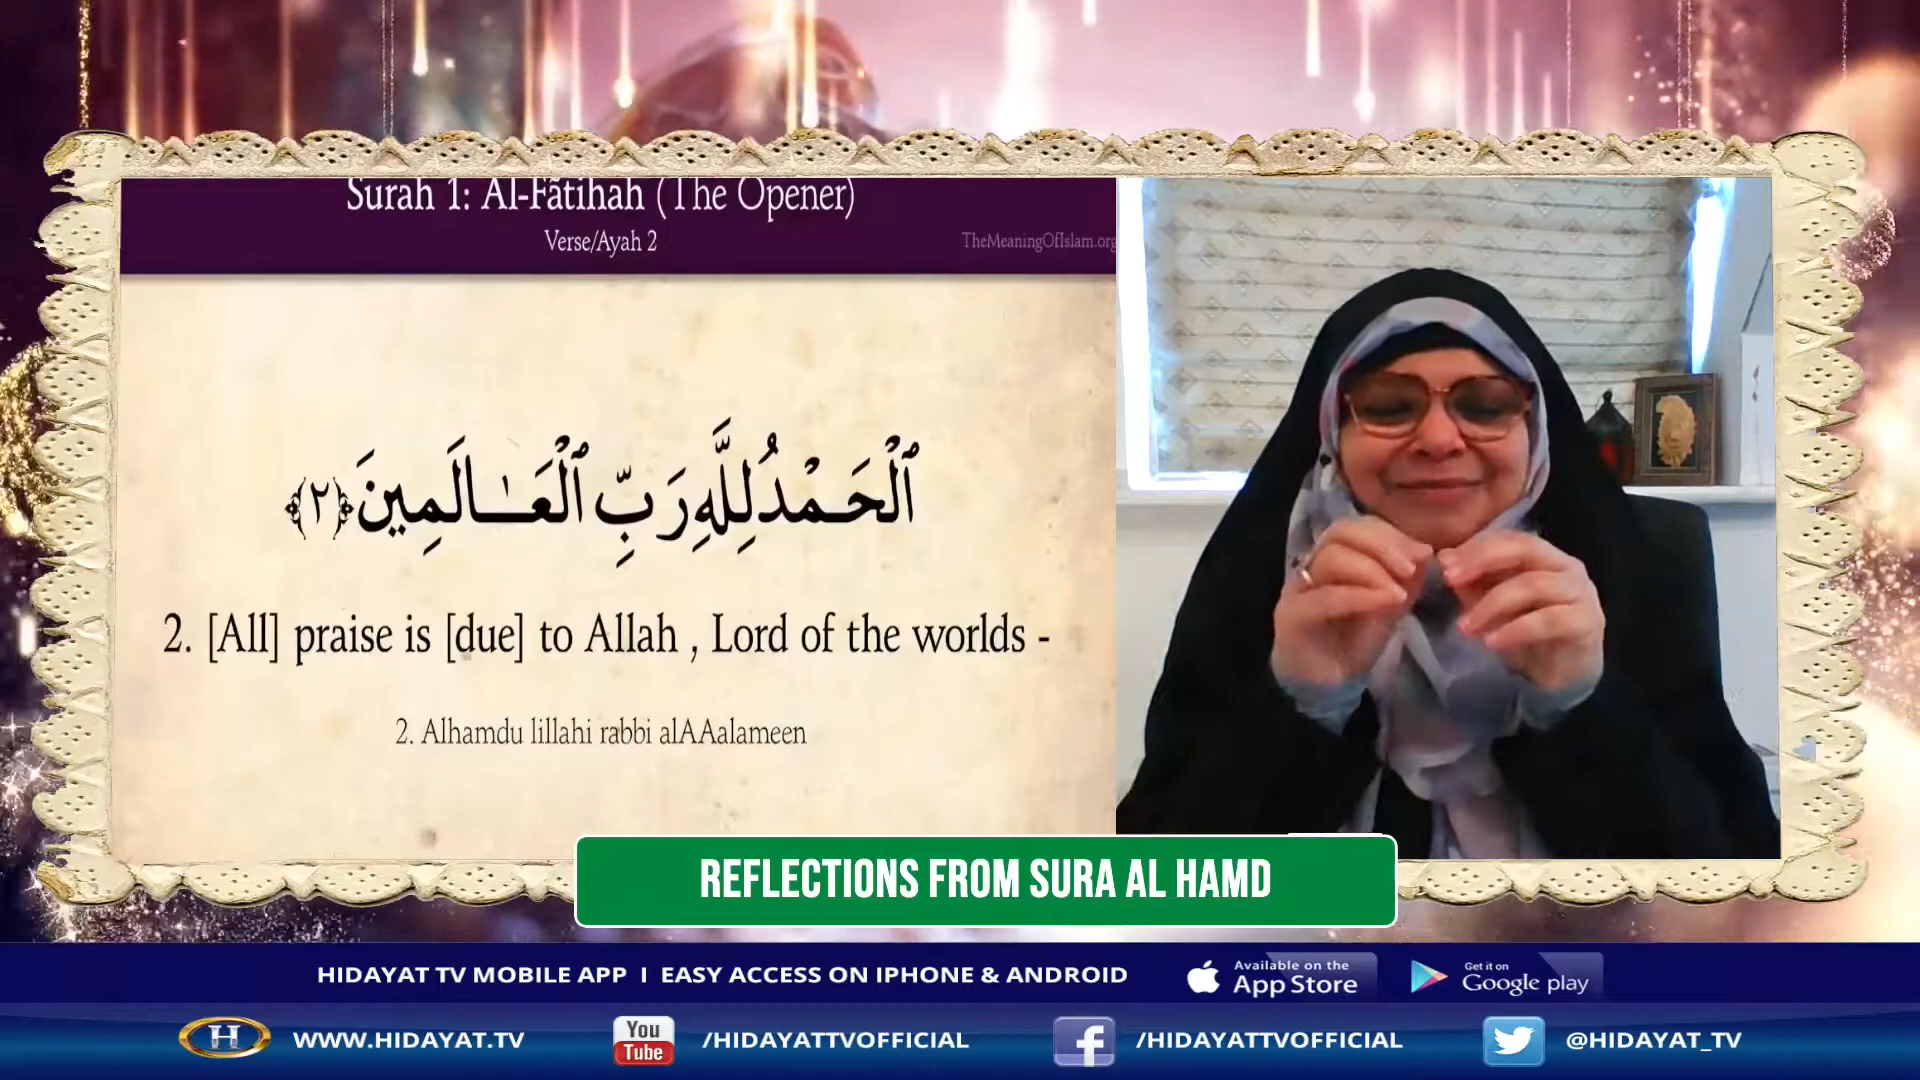 Surah 1: Al-Fãtihah (The Opener)
Verse/Ayah 2
TheMeaningOfIslam.org
ٱلْحَمْدُ لِلَّهِ رَبِّ ٱلْعَـٰلَمِينَ ﴿٢﴾
2. [All] praise is [due] to Allah , Lord of the worlds -
2. Alhamdu lillahi rabbi alAAalameen
REFLECTIONS FROM SURA AL HAMD
HIDAYAT TV MOBILE APP I EASY ACCESS ON IPHONE & ANDROID
Available on the
App Store
Get it on
Google play
H
WWW.HIDAYAT.TV
You
Tube
/HIDAYATTVOFFICIAL
f
/HIDAYATTVOFFICIAL
@HIDAYAT_TV